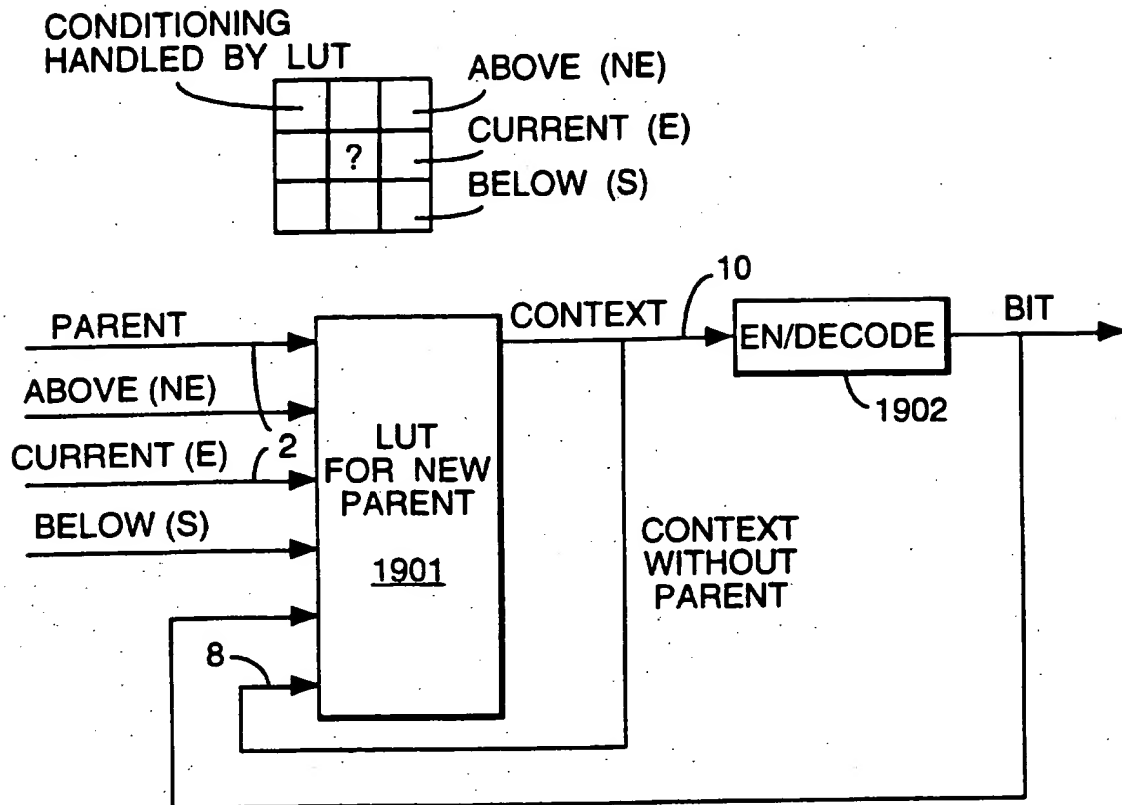 CONDITIONING
HANDLED BY LUT
ABOVE (NE)
CURRENT (E)
?
BELOW (S)
10
PARENT
CONTEXT
EN/DECODE
BIT
1902
ABOVE (NE)
CURRENT (E)
2
BELOW (S)
LUT
FOR NEW
PARENT
1901
CONTEXT
WITHOUT
PARENT
8